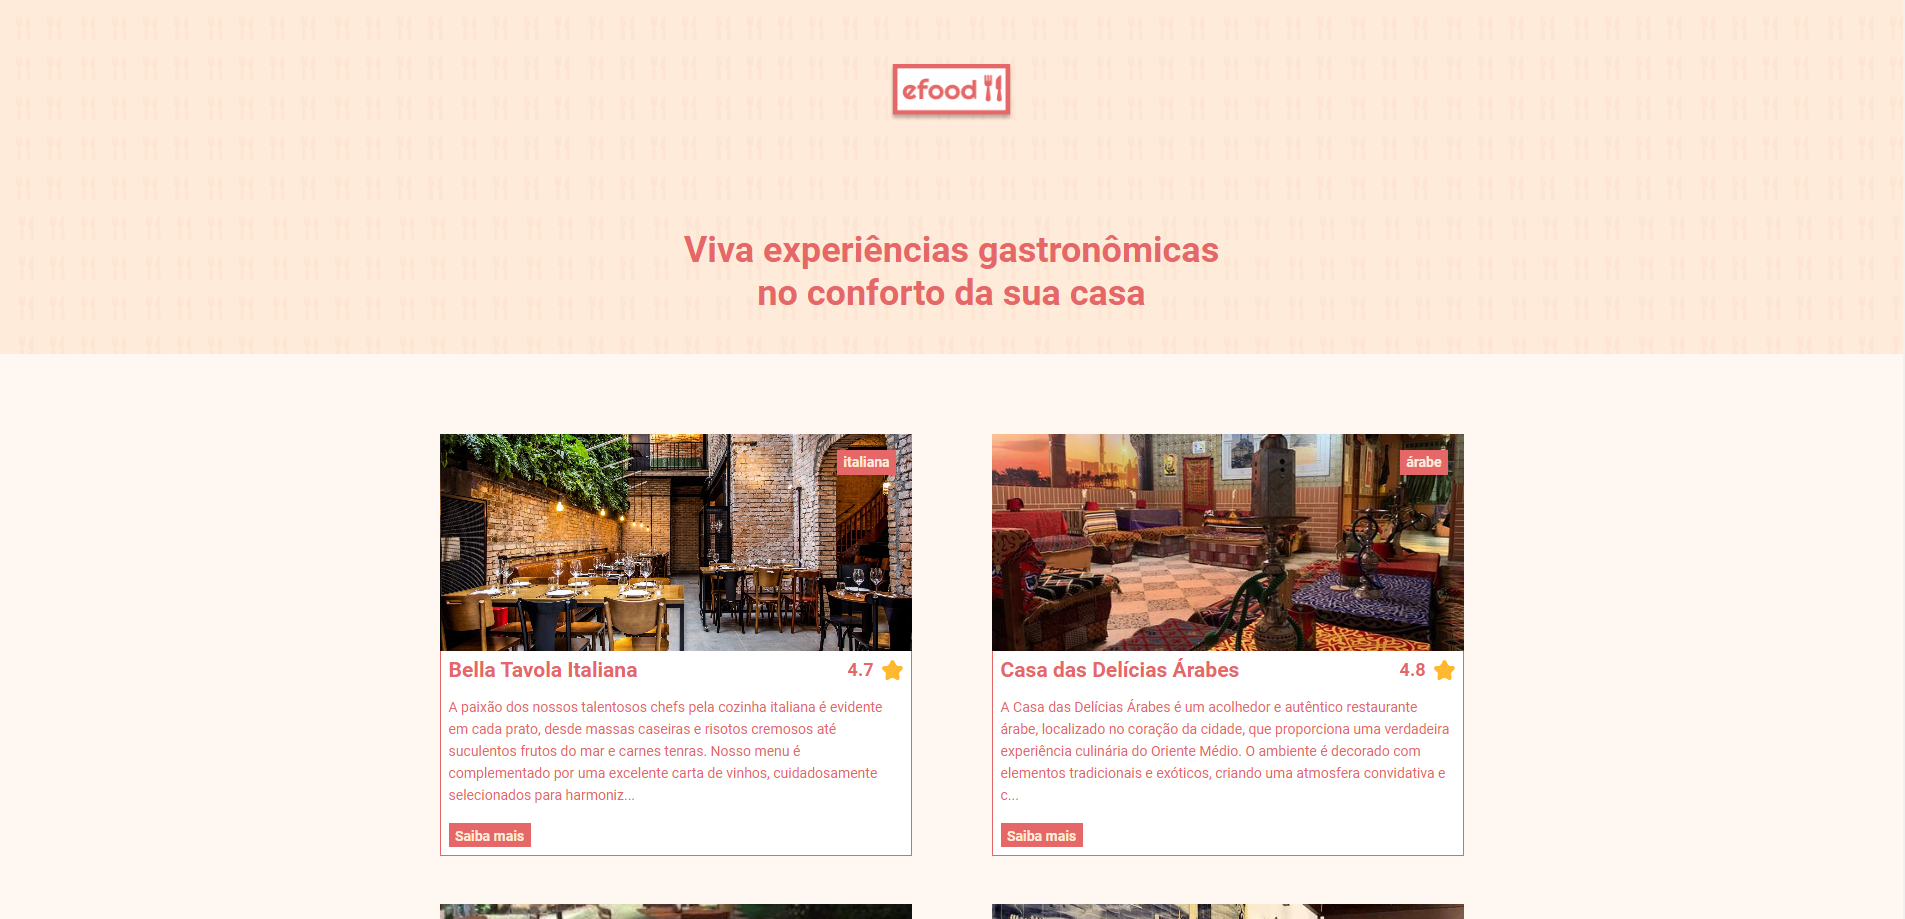 efood
Viva experiências gastronômicas
no conforto da sua casa
italiana
Bella Tavola Italiana
4.7
A paixão dos nossos talentosos chefs pela cozinha italiana é evidente
em cada prato, desde massas caseiras e risotos cremosos até
suculentos frutos do mar e carnes tenras. Nosso menu é
complementado por uma excelente carta de vinhos, cuidadosamente
selecionados para harmoniz...
Saiba mais
árabe
Casa das Delícias Árabes
4.8
A Casa das Delícias Árabes é um acolhedor e autêntico restaurante
árabe, localizado no coração da cidade, que proporciona uma verdadeira
experiência culinária do Oriente Médio. O ambiente é decorado com
elementos tradicionais e exóticos, criando uma atmosfera convidativa e
c...
Saiba mais